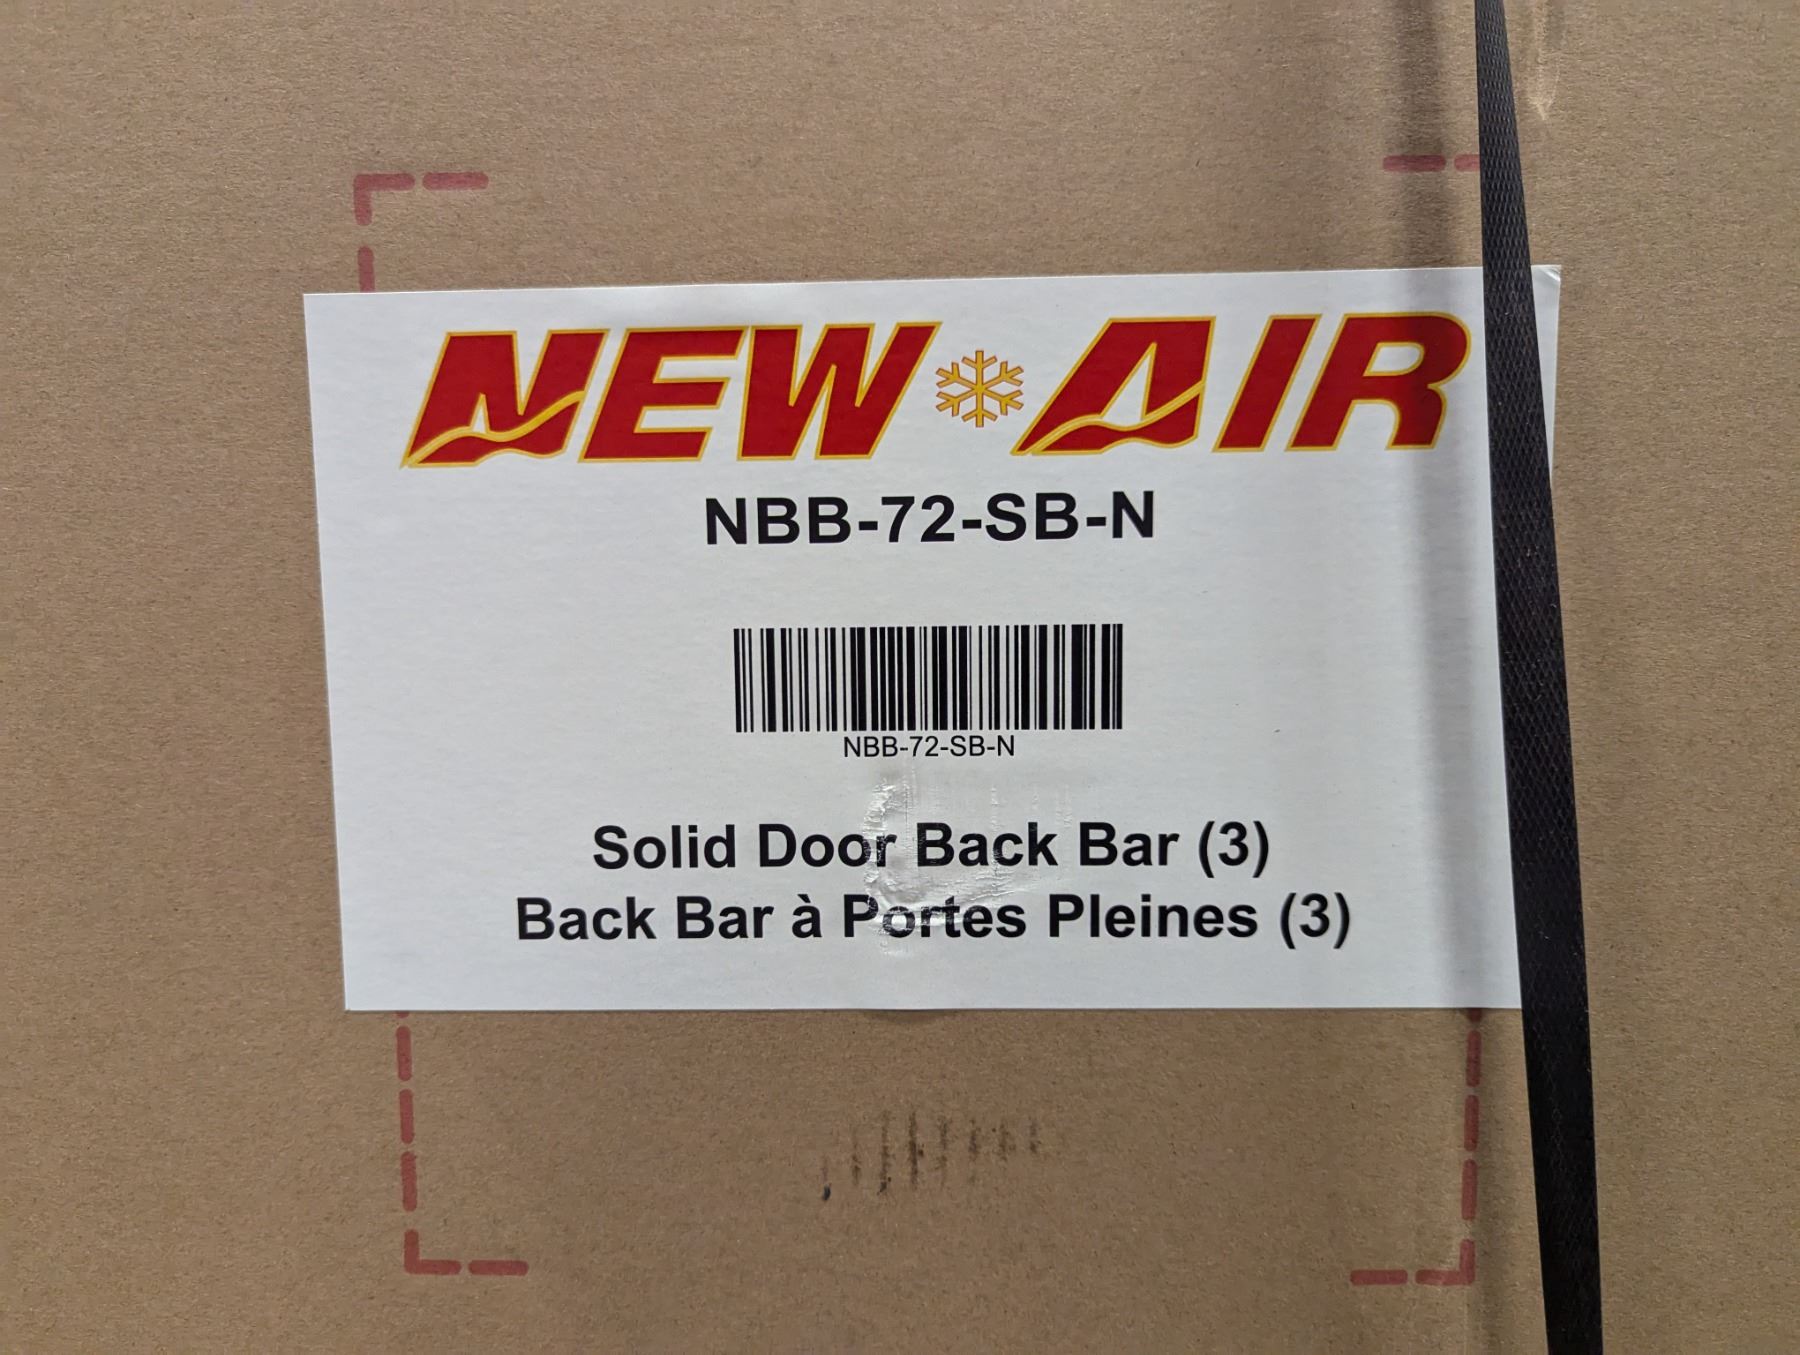 NEW AIR
NBB-72-SB-N
NBB-72-SB-N
Solid Door Back Bar (3)
Back Bar à Portes Pleines (3)